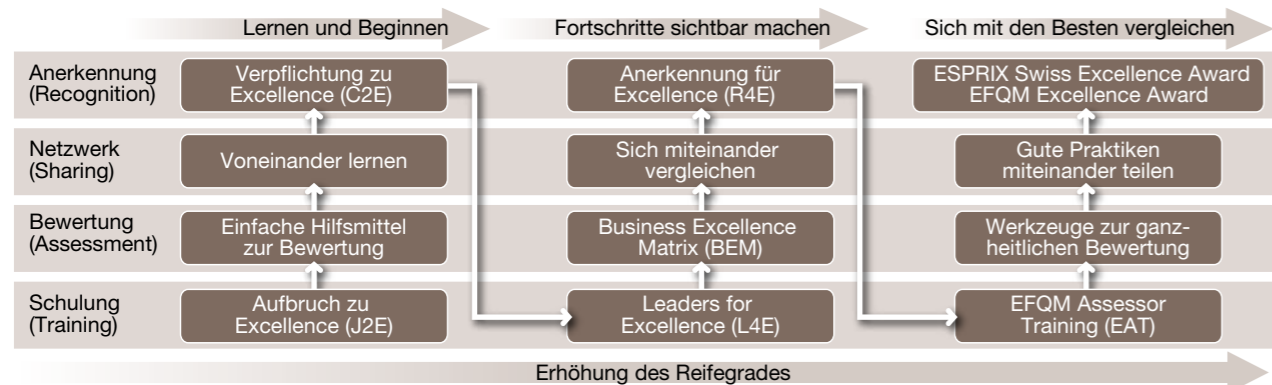 Lernen und Beginnen
Fortschritte sichtbar machen
Sich mit den Besten vergleichen
Anerkennung
(Recognition)
Verpflichtung zu
Excellence (C2E)
Anerkennung für
Excellence (R4E)
ESPRIX Swiss Excellence Award
EFQM Excellence Award
Netzwerk
(Sharing)
Voneinander lernen
Sich miteinander
vergleichen
Gute Praktiken
miteinander teilen
Bewertung
(Assessment)
Einfache Hilfsmittel
zur Bewertung
Business Excellence
Matrix (BEM)
Werkzeuge zur ganz-
heitlichen Bewertung
Schulung
(Training)
Aufbruch zu
Excellence (J2E)
Leaders for
Excellence (L4E)
EFQM Assessor
Training (EAT)
Erhöhung des Reifegrades